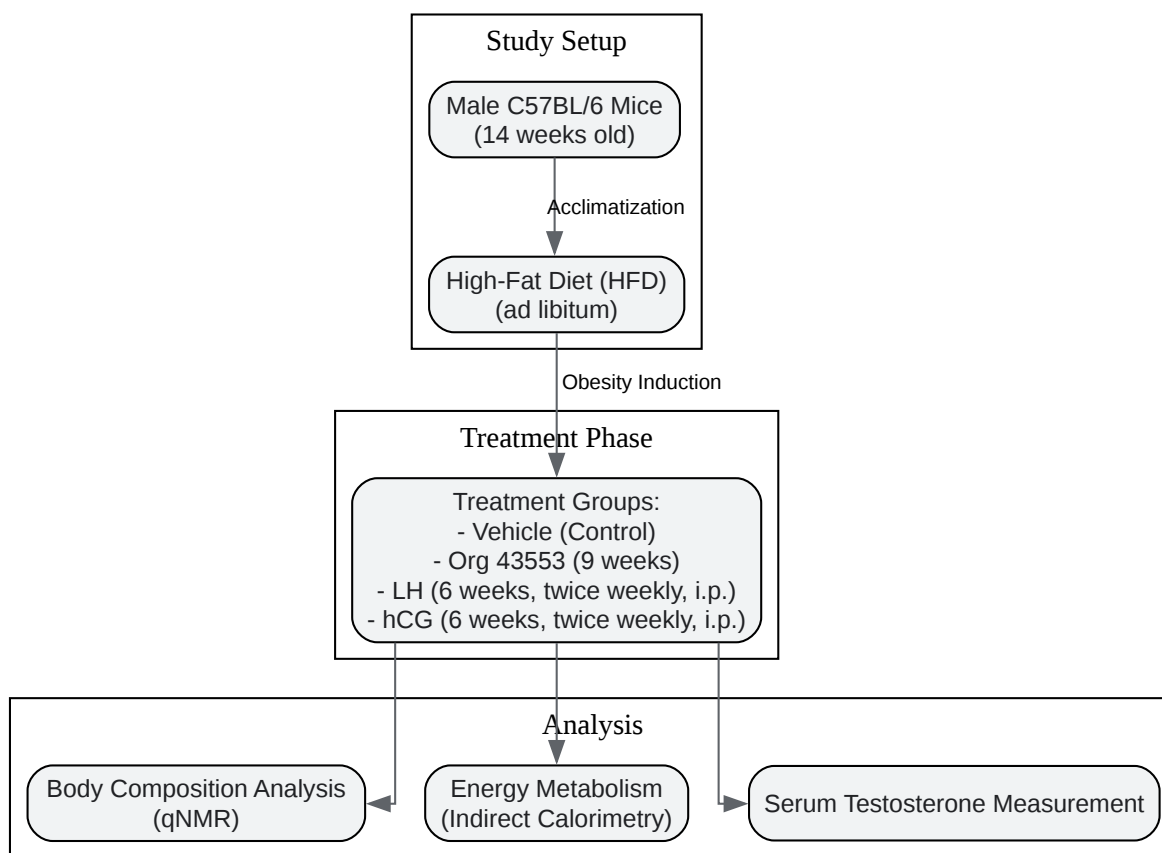 Study Setup
Male C57BL/6 Mice
(14 weeks old)
Acclimatization
High-Fat Diet (HFD)
(ad libitum)
Obesity Induction
Treatment Phase
Treatment Groups:
- Vehicle (Control)
- Org 43553 (9 weeks)
- LH (6 weeks, twice weekly, i.p.)
- hCG (6 weeks, twice weekly, i.p.)
Analysis
Body Composition Analysis
(qNMR)
Energy Metabolism
(Indirect Calorimetry)
Serum Testosterone Measurement